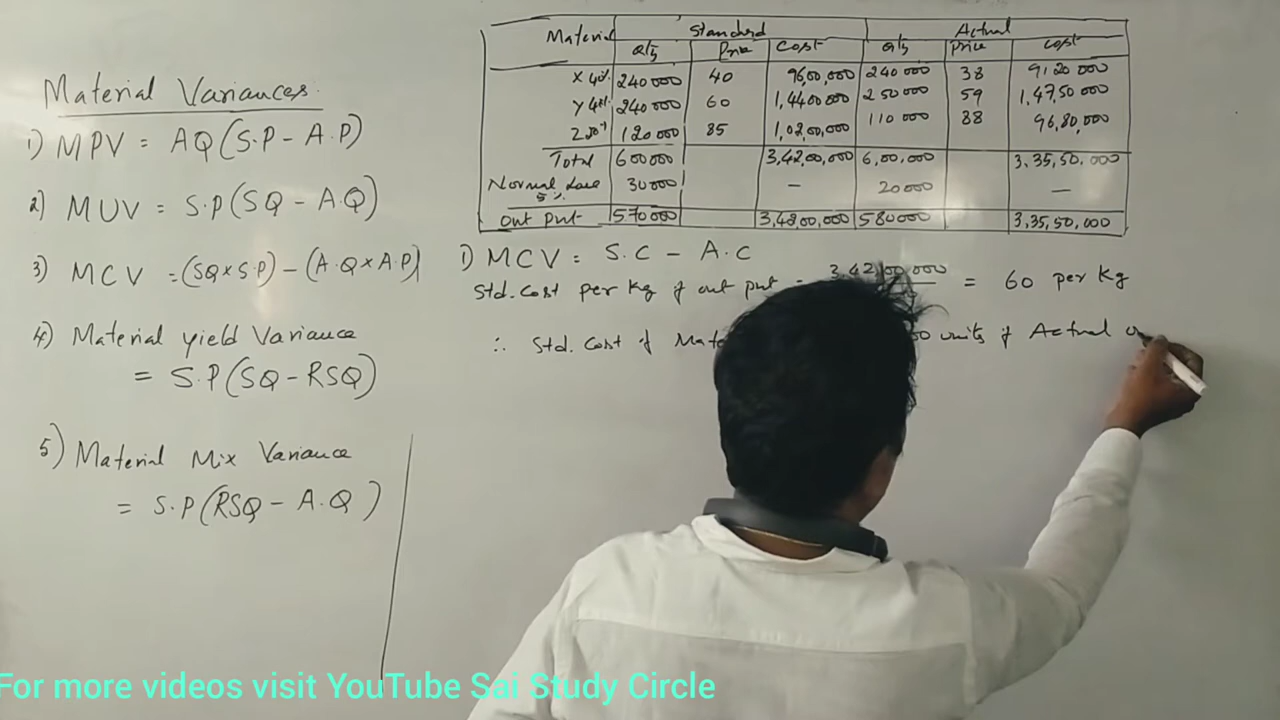 Material Variances
1) MPV = AQ(S.P - A.P)
2) MUV = S.P(SQ - A.Q)
3) MCV = (SQ x S.P) - (A.Q x A.P)
4) Material yield Variance
= S.P(SQ - RSQ)
5) Material Mix Variance
= S.P(RSQ - A.Q)
Material Standard Actual
Qty Price Cost Qty Price Cost
X 40% 240000 40 96,00,000 240000 38 91,20,000
Y 40% 240000 60 1,4400,000 250000 59 1,47,50,000
Z 20% 120000 85 1,02,00,000 110000 88 96,80,000
Total 600000 3,42,00,000 6,00,000 3,35,50,000
Normal Loss 30000 - 20000 -
5%
Out put 570000 3,48,00,000 580000 3,35,50,000
1) MCV = S.C - A.C
Std. Cost per Kg of out put = 3,42,00,000 = 60 per Kg
∴ Std. Cost of units of Actual
For more videos visit YouTube Sai Study Circle